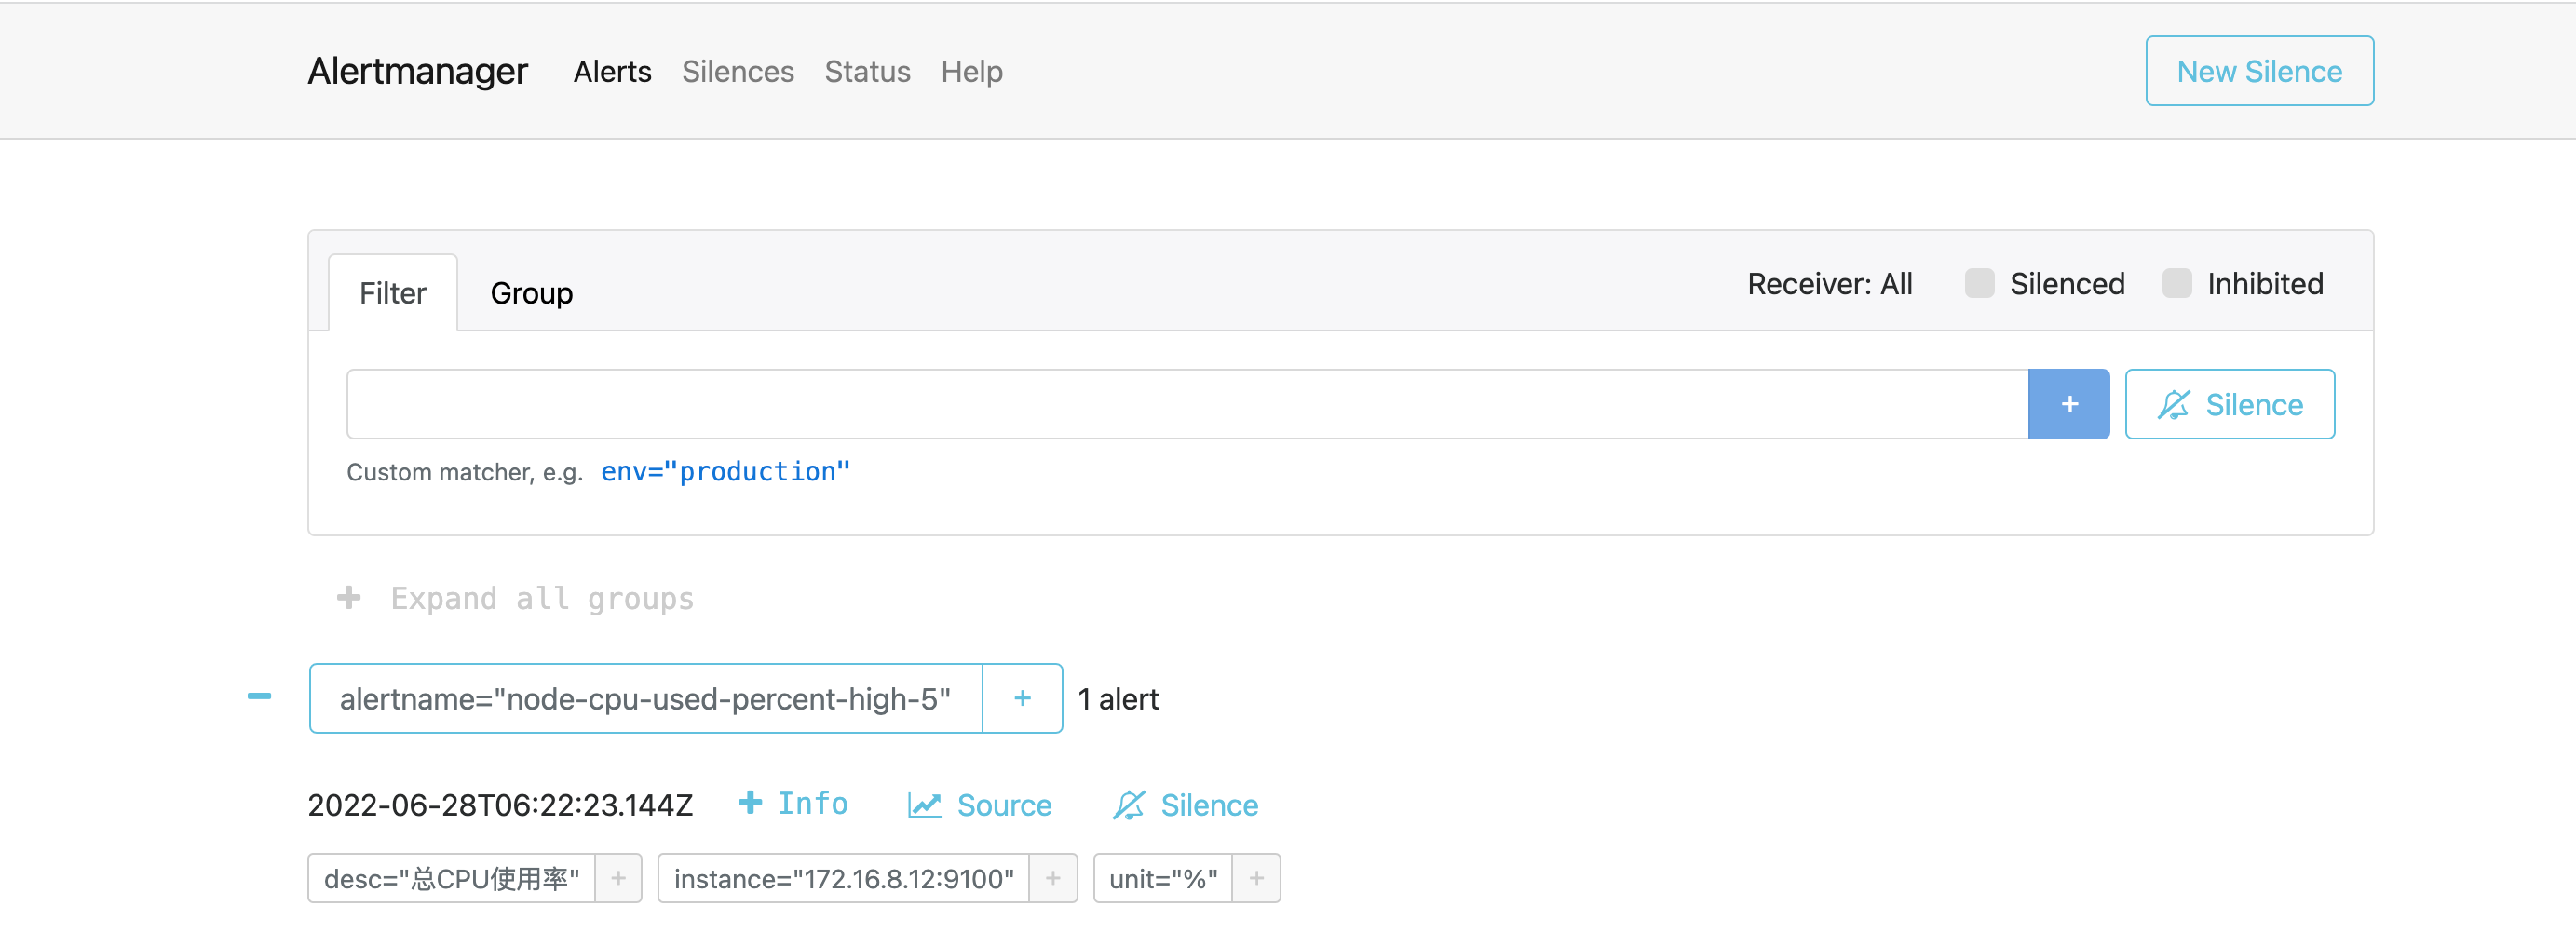 Alertmanager Alerts Silences Status Help New Silence
Filter Group Receiver: All Silenced Inhibited
+ Silence
Custom matcher, e.g. env="production"
+ Expand all groups
alertname="node-cpu-used-percent-high-5" + 1 alert
2022-06-28T06:22:23.144Z + Info Source Silence
desc="总CPU使用率" + instance="172.16.8.12:9100" + unit="%" +